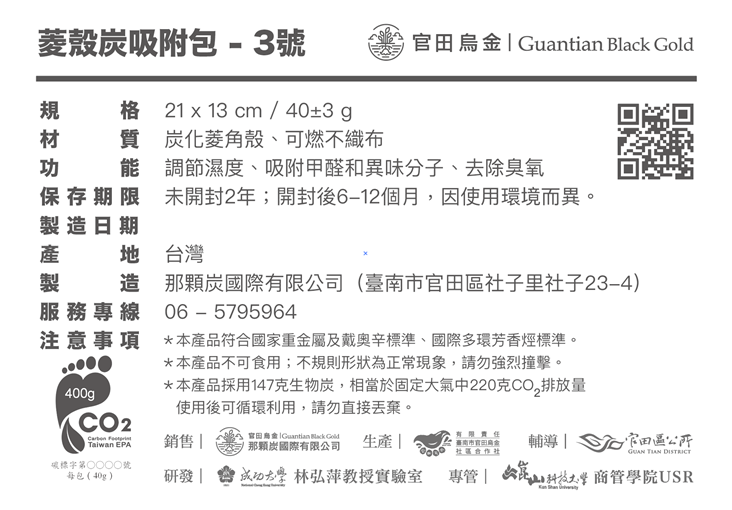 菱殼炭吸附包 - 3號
官田烏金 | Guantian Black Gold
規格 21 x 13 cm / 40±3 g
材質 炭化菱角殼、可燃不織布
功能 調節濕度、吸附甲醛和異味分子、去除臭氧
保存期限 未開封2年；開封後6-12個月，因使用環境而異。
製造日期
產地 台灣
製造 那顆炭國際有限公司（臺南市官田區社子里社子23-4）
服務專線 06 - 5795964
注意事項 *本產品符合國家重金屬及戴奧辛標準、國際多環芳香烴標準。
*本產品不可食用；不規則形狀為正常現象，請勿強烈撞擊。
*本產品採用147克生物炭，相當於固定大氣中220克CO2排放量
使用後可循環利用，請勿直接丟棄。
400g
CO2
Carbon Footprint
Taiwan EPA
碳標字第〇〇〇〇號
每包 ( 40g )
銷售 | 官田烏金 | Guantian Black Gold
那顆炭國際有限公司
生產 | 有限責任
臺南市官田烏金
社區合作社
輔導 | 官田區公所
GUAN TIAN DISTRICT
研發 | 成功大學
National Cheng Kung University
林弘萍教授實驗室
專管 | 崑山科技大學
Kun Shan University
商管學院USR